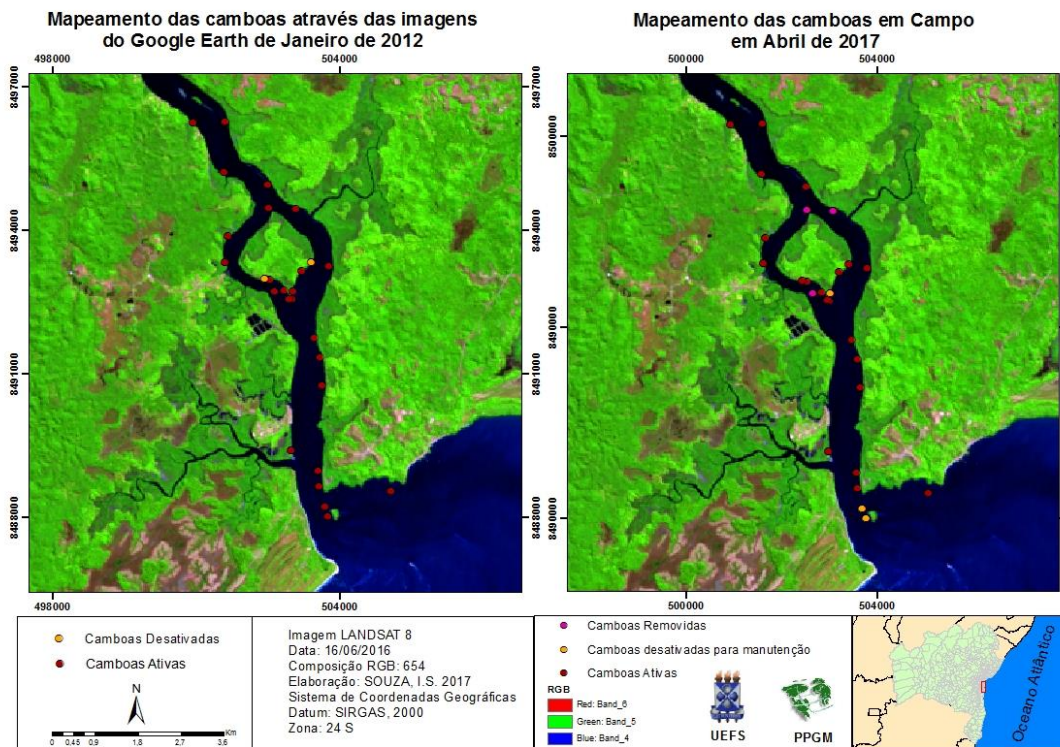 Mapeamento das camboas através das imagens
do Google Earth de Janeiro de 2012
498000
504000
8497000
8494000
8491000
8488000
498000
504000
Mapeamento das camboas em Campo
em Abril de 2017
500000
504000
8500000
8490000
8490000
500000
504000
Camboas Desativadas
Camboas Ativas
N
Km
0 0,45 0,9 1,8 2,7 3,6
Imagem LANDSAT 8
Data: 16/06/2016
Composição RGB: 654
Elaboração: SOUZA, I.S. 2017
Sistema de Coordenadas Geográficas
Datum: SIRGAS, 2000
Zona: 24 S
Camboas Removidas
Camboas desativadas para manutenção
Camboas Ativas
RGB
Red: Band_6
Green: Band_5
Blue: Band_4
UEFS
PPGM
Oceano Atlântico